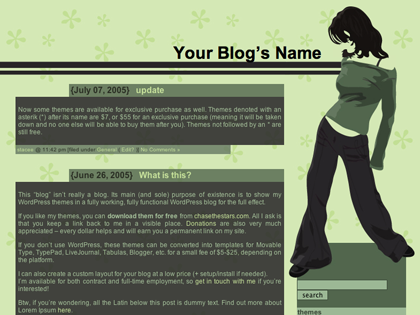 Your Blog's Name
{July 07, 2005} update
Now some themes are available for exclusive purchase as well. Themes denoted with an
asterik (*) after its name are $7, or $55 for an exclusive purchase (meaning it will be taken
down and no one else will be able to buy them after you). Themes not followed by an * are
still free.
stacee @ 11:42 pm [filed under General | Edit? | No Comments »
{June 26, 2005} What is this?
This "blog" isn't really a blog. Its main (and sole) purpose of existence is to show my
WordPress themes in a fully working, fully functional WordPress blog for the full effect.
If you like my themes, you can download them for free from chasethestars.com. All I ask is
that you keep a link back to me in a visible place. Donations are also very much
appreciated – every dollar helps and will earn you a permanent link on my site.
If you don't use WordPress, these themes can be converted into templates for Movable
Type, TypePad, LiveJournal, Tabulas, Blogger, etc. for a small fee of $5-$25, depending on
the platform.
I can also create a custom layout for your blog at a low price (+ setup/install if needed).
I'm available for both contract and full-time employment, so get in touch with me if you're
interested!
Btw, if you're wondering, all the Latin below this post is dummy text. Find out more about
Lorem Ipsum here.
search
themes